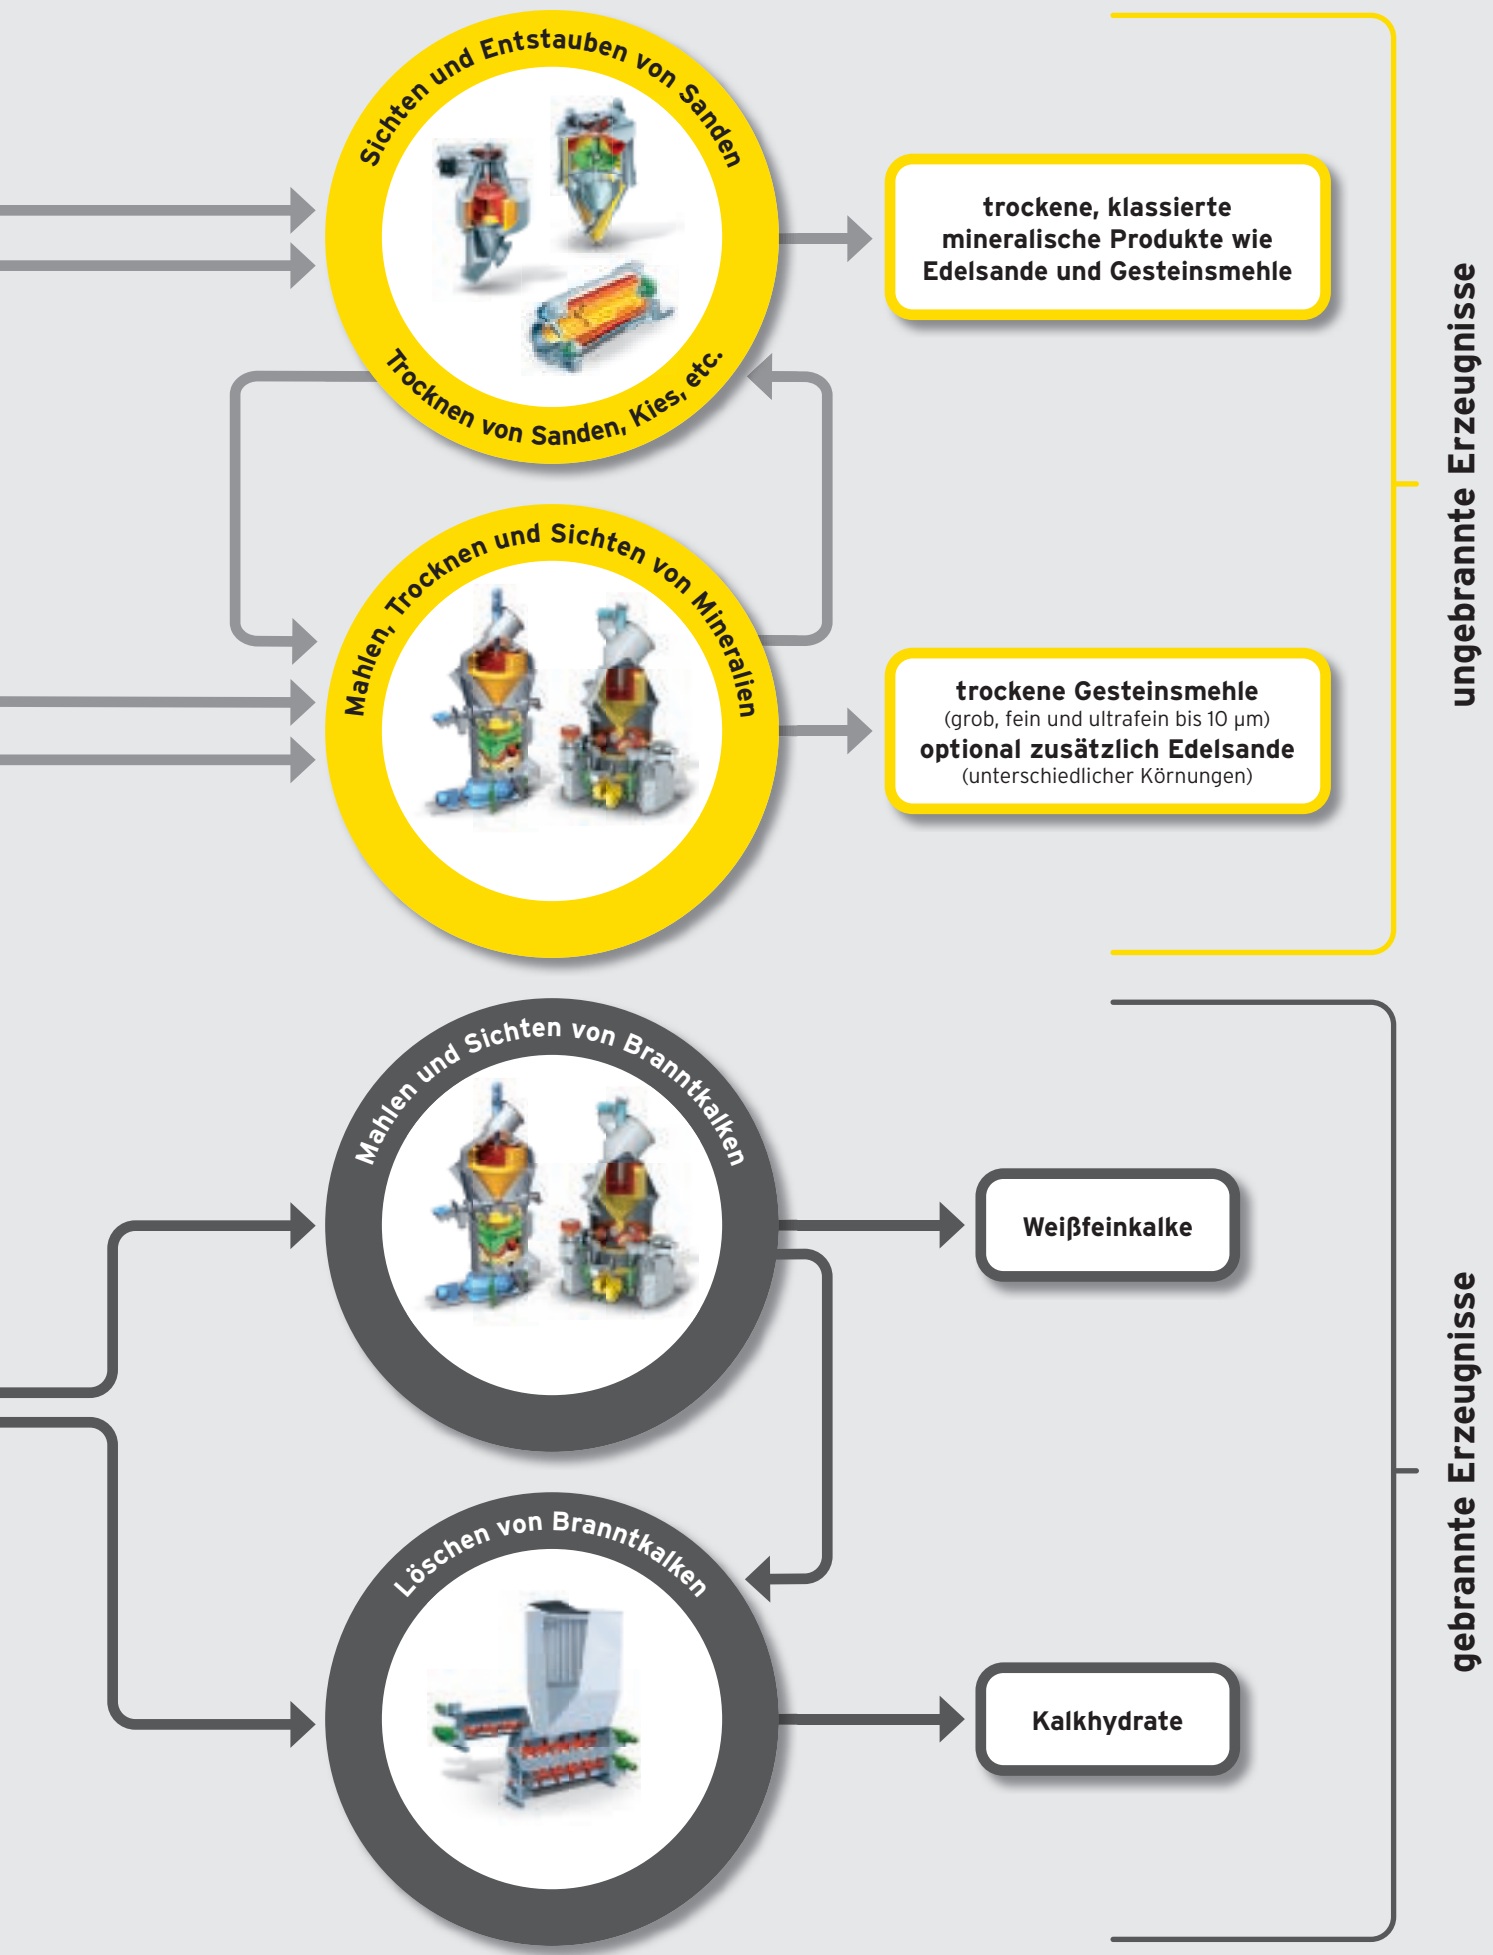 Sichten und Entstauben von Sanden
Trocknen von Sanden, Kies, etc.
trockene, klassierte
mineralische Produkte wie
Edelsande und Gesteinsmehle
Mahlen, Trocknen und Sichten von Mineralien
trockene Gesteinsmehle
(grob, fein und ultrafein bis 10 µm)
optional zusätzlich Edelsande
(unterschiedlicher Körnungen)
ungebrannte Erzeugnisse
Mahlen und Sichten von Branntkalken
Weißfeinkalke
Löschen von Branntkalken
Kalkhydrate
gebrannte Erzeugnisse